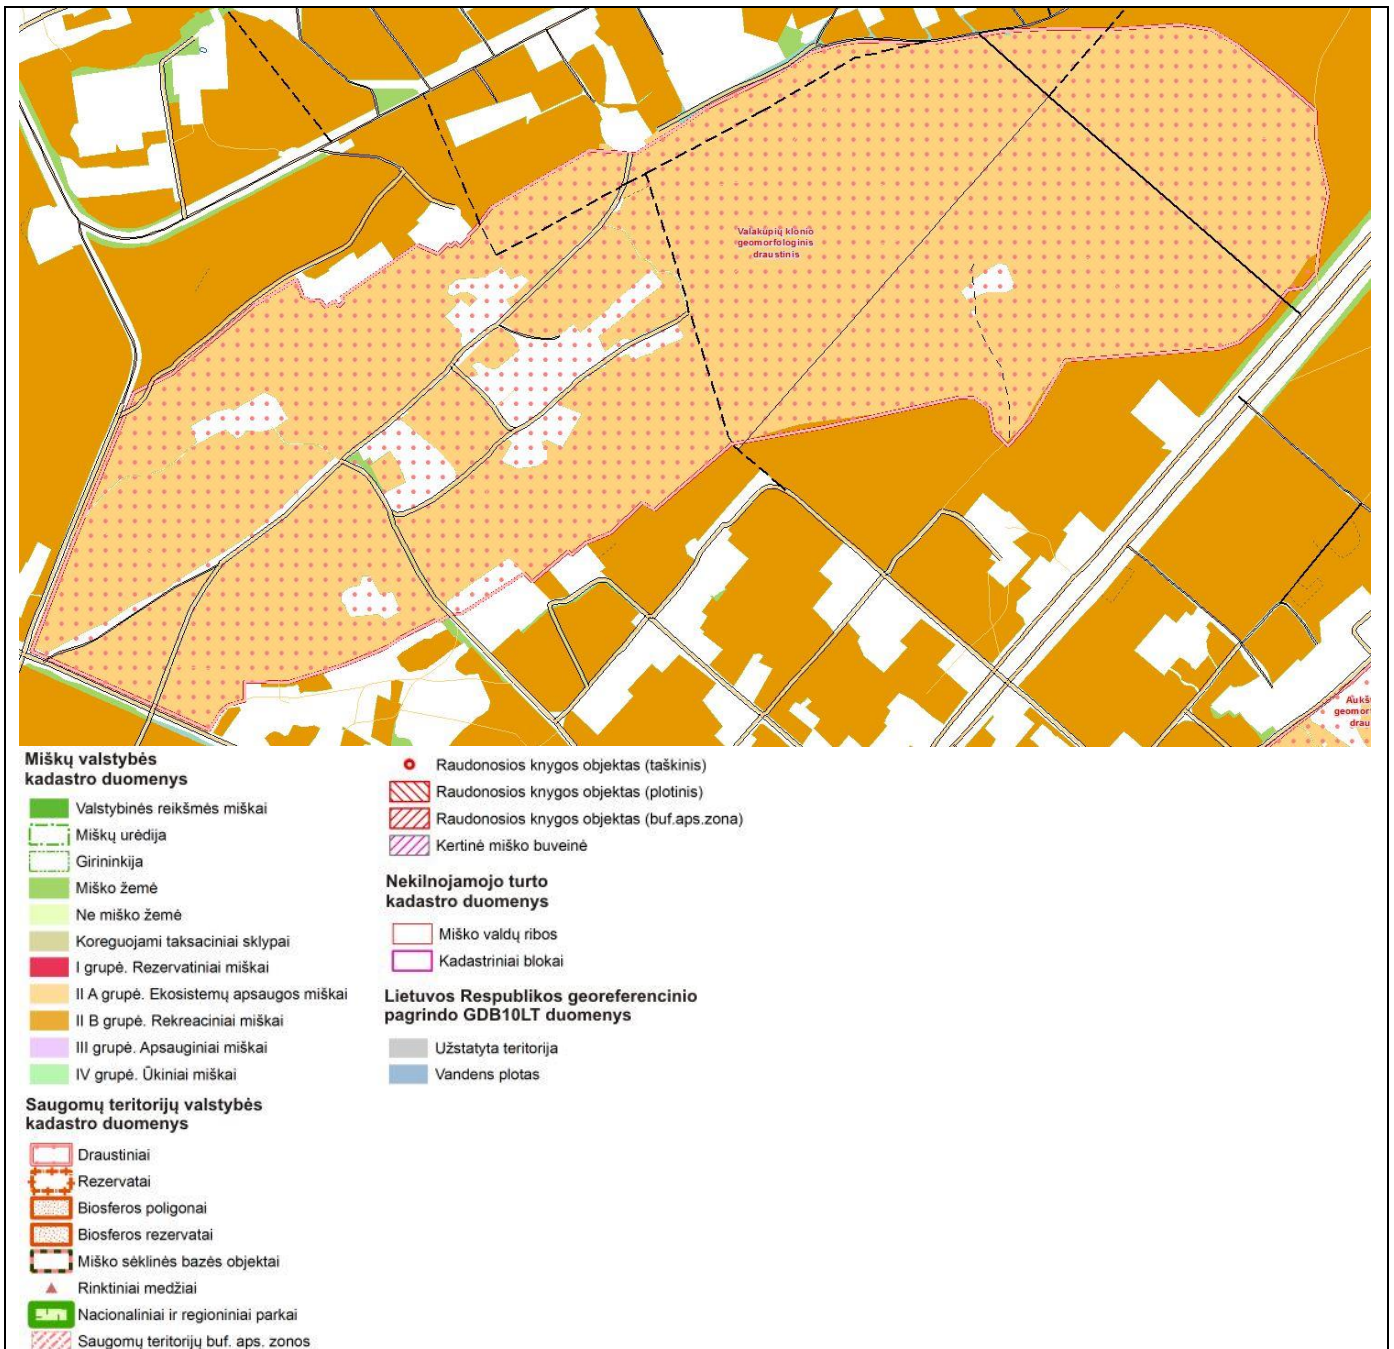 Valakupių klonio
geomorfologinis
draustinis
Aukš
geomor
drau
Miškų valstybės
kadastro duomenys
Valstybinės reikšmės miškai
Miškų urėdija
Girininkija
Miško žemė
Ne miško žemė
Koreguojami taksaciniai sklypai
I grupė. Rezervatiniai miškai
II A grupė. Ekosistemų apsaugos miškai
II B grupė. Rekreaciniai miškai
III grupė. Apsauginiai miškai
IV grupė. Ūkiniai miškai
Saugomų teritorijų valstybės
kadastro duomenys
Draustiniai
Rezervatai
Biosferos poligonai
Biosferos rezervatai
Miško sėklinės bazės objektai
Rinktiniai medžiai
Nacionaliniai ir regioniniai parkai
Saugomų teritorijų buf. aps. zonos
Raudonosios knygos objektas (taškinis)
Raudonosios knygos objektas (plotinis)
Raudonosios knygos objektas (buf.aps.zona)
Kertinė miško buveinė
Nekilnojamojo turto
kadastro duomenys
Miško valdų ribos
Kadastriniai blokai
Lietuvos Respublikos georeferencinio
pagrindo GDB10LT duomenys
Užstatyta teritorija
Vandens plotas